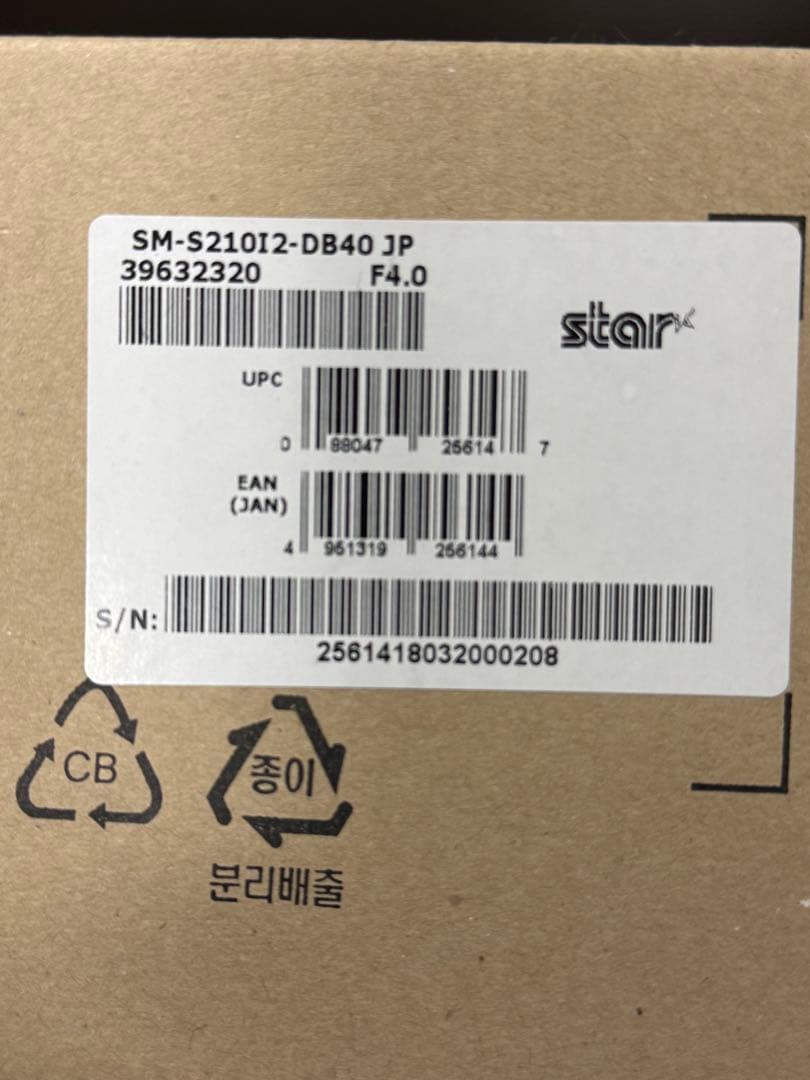 SM-S210I2-DB40 JP
39632320 F4.0
star
UPC
0 88047 25614 7
EAN
(JAN)
4 961319 256144
S/N:
2561418032000208
CB
종이
분리배출